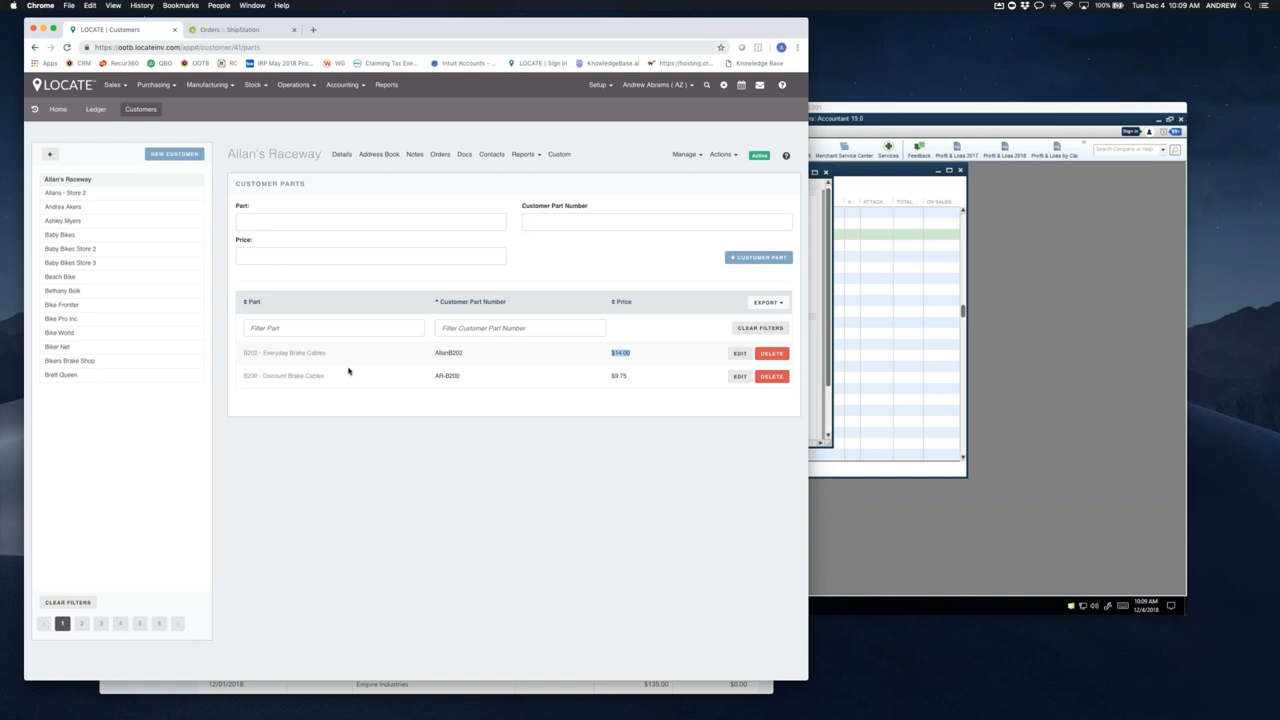 Chrome File Edit View History Bookmarks People Window Help
100% Tue Dec 4 10:09 AM ANDREW
LOCATE | Customers
Orders :: ShipStation
https://ootb.locateinv.com/app#/customer/41/parts
Apps CRM Recur360 QBO OOTB RC IRP May 2018 Pric... WG Claiming Tax Exe... Intuit Accounts -... KnowledgeBase.ai LOCATE | Sign In https://hosting.ot... Knowledge Base
LOCATE Sales Purchasing Manufacturing Stock Operations Accounting Reports Setup Andrew Abrams ( AZ )
Home Ledger Customers
NEW CUSTOMER
Allan's Raceway
Allans - Store 2
Andrea Akers
Ashley Myers
Baby Bikes
Baby Bikes Store 2
Baby Bikes Store 3
Beach Bike
Bethany Bolk
Bike Froniter
Bike Pro Inc
Bike World
Biker Net
Bikers Brake Shop
Brett Queen
CLEAR FILTERS
1 2 3 4 5 6
Allan's Raceway Details Address Book Notes Orders Docs Contacts Reports Custom Manage Actions Active
CUSTOMER PARTS
Part: Customer Part Number
Price:
+ CUSTOMER PART
Part Customer Part Number Price EXPORT
Filter Part Filter Customer Part Number CLEAR FILTERS
B202 - Everyday Brake Cables AllanB202 $14.00 EDIT DELETE
B200 - Discount Brake Cables AR-B200 $9.75 EDIT DELETE
12/01/2018 Empire Industries $135.00 $0.00
ns: Accountant 19.0
Sign in
Merchant Service Center Services Feedback Profit & Loss 2017 Profit & Loss 2018 Profit & Loss by Cla
Search Company or Help
A... ATTACH TOTAL ... ON SALES...
10:09 AM
12/4/2018